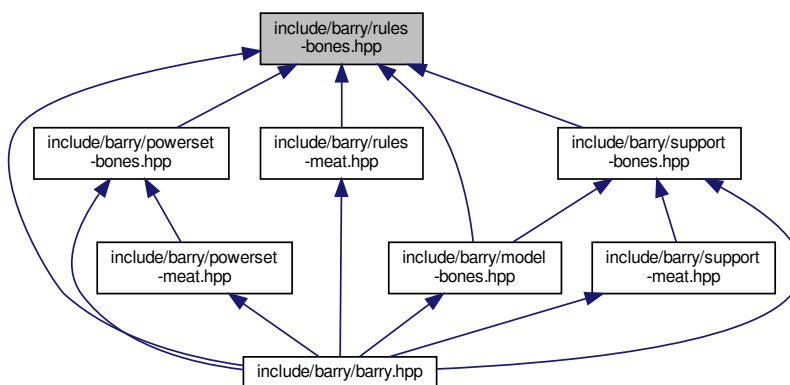 include/barry/rules
-bones.hpp
include/barry/powerset
-bones.hpp
include/barry/rules
-meat.hpp
include/barry/support
-bones.hpp
include/barry/powerset
-meat.hpp
include/barry/model
-bones.hpp
include/barry/support
-meat.hpp
include/barry/barry.hpp